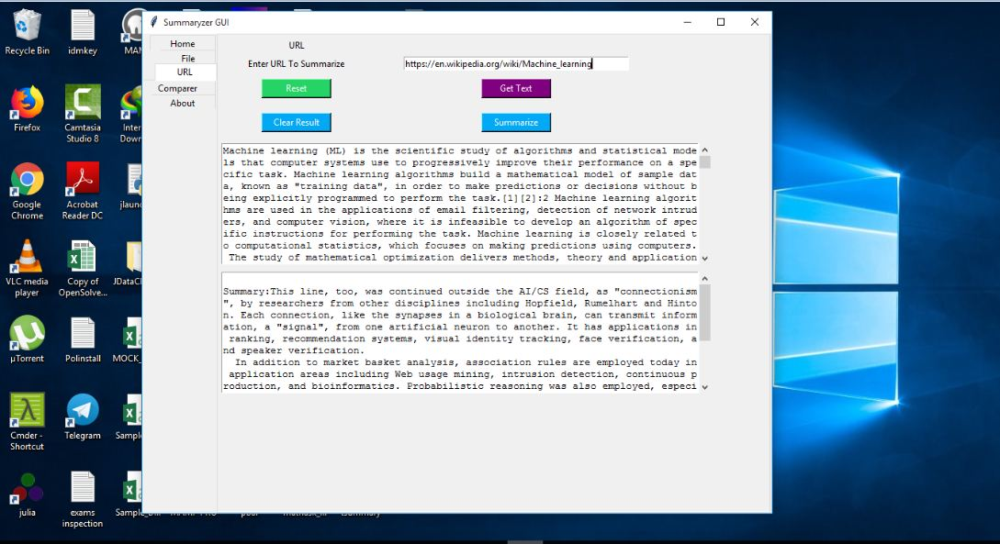 Summaryzer GUI
Home
File
URL
Comparer
About
URL
Enter URL To Summarize
https://en.wikipedia.org/wiki/Machine_learning
Reset
Get Text
Clear Result
Summarize
Machine learning (ML) is the scientific study of algorithms and statistical mode
ls that computer systems use to progressively improve their performance on a spe
cific task. Machine learning algorithms build a mathematical model of sample dat
a, known as "training data", in order to make predictions or decisions without b
eing explicitly programmed to perform the task.[1][2]:2 Machine learning algorit
hms are used in the applications of email filtering, detection of network intrud
ers, and computer vision, where it is infeasible to develop an algorithm of spec
ific instructions for performing the task. Machine learning is closely related t
o computational statistics, which focuses on making predictions using computers.
The study of mathematical optimization delivers methods, theory and application
Summary:This line, too, was continued outside the AI/CS field, as "connectionism
", by researchers from other disciplines including Hopfield, Rumelhart and Hinto
n. Each connection, like the synapses in a biological brain, can transmit inform
ation, a "signal", from one artificial neuron to another. It has applications in
ranking, recommendation systems, visual identity tracking, face verification, a
nd speaker verification.
In addition to market basket analysis, association rules are employed today in
application areas including Web usage mining, intrusion detection, continuous p
roduction, and bioinformatics. Probabilistic reasoning was also employed, especi
Recycle Bin
idmkey
MAM
Firefox
Camtasia
Studio 8
Inter
Down
Google
Chrome
Acrobat
Reader DC
jlaunc
VLC media
player
Copy of
OpenSolve...
JDataCl
µTorrent
Polinstall
MOCK_
Cmder -
Shortcut
Telegram
Sampl
julia
exams
inspection